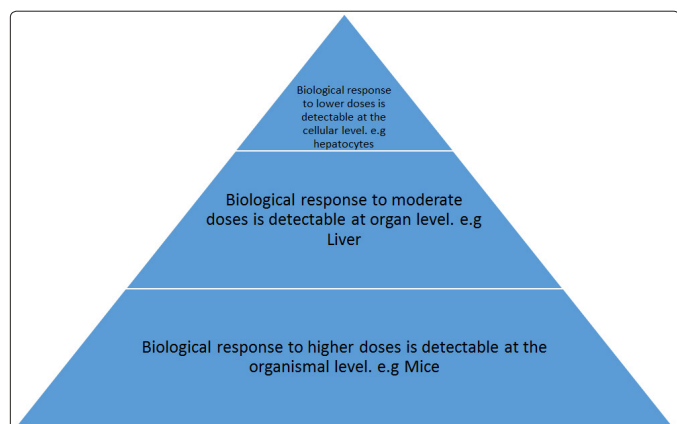 Biological response
to lower doses is
detectable at the
cellular level. e.g
hepatocytes
Biological response to moderate
doses is detectable at organ level. e.g
Liver
Biological response to higher doses is detectable at the
organismal level. e.g Mice